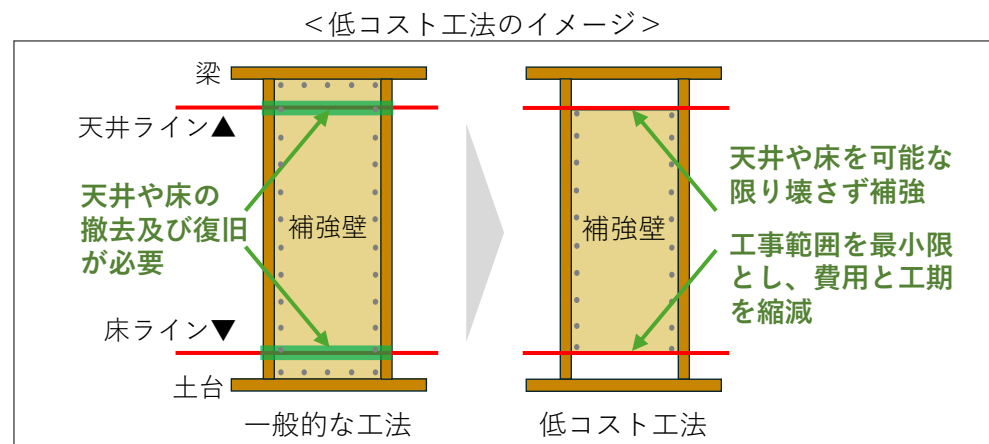 ＜低コスト工法のイメージ＞
梁
天井ライン▲
天井や床の
撤去及び復旧
が必要
補強壁
床ライン▼
土台
一般的な工法
天井や床を可能な
限り壊さず補強
補強壁
工事範囲を最小限
とし、費用と工期
を縮減
低コスト工法